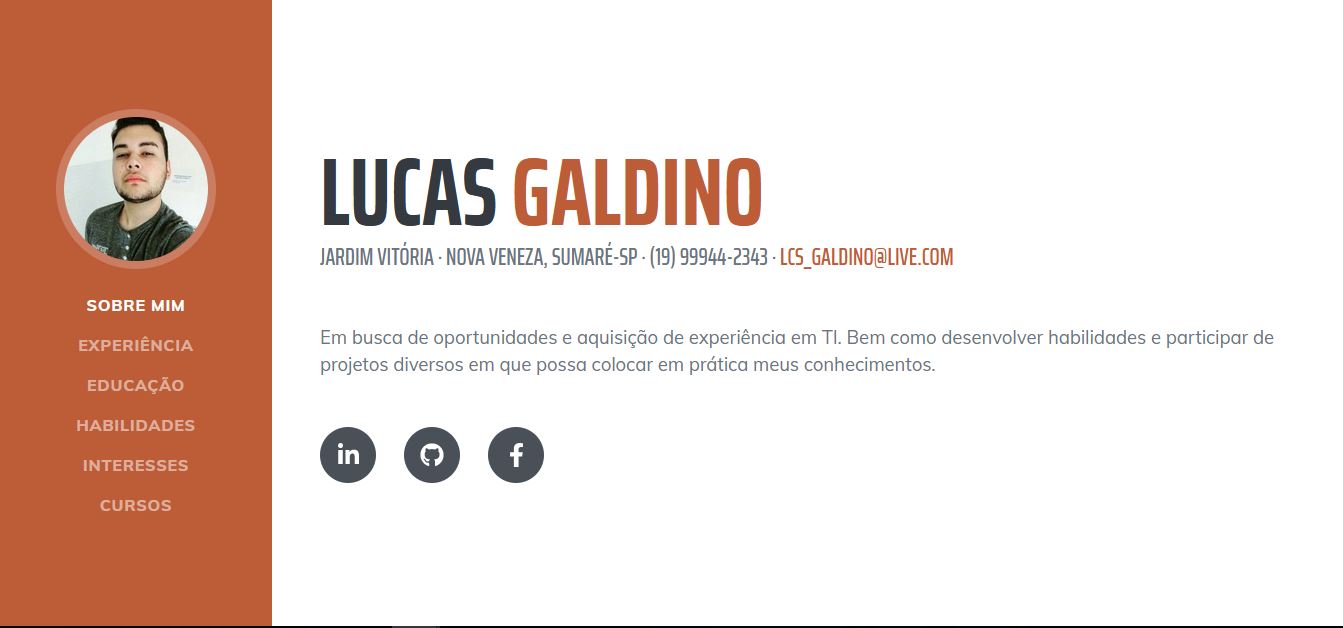 SOBRE MIM
EXPERIÊNCIA
EDUCAÇÃO
HABILIDADES
INTERESSES
CURSOS
LUCAS GALDINO
JARDIM VITÓRIA · NOVA VENEZA, SUMARÉ-SP · (19) 99944-2343 · LCS_GALDINO@LIVE.COM
Em busca de oportunidades e aquisição de experiência em TI. Bem como desenvolver habilidades e participar de
projetos diversos em que possa colocar em prática meus conhecimentos.
in
f